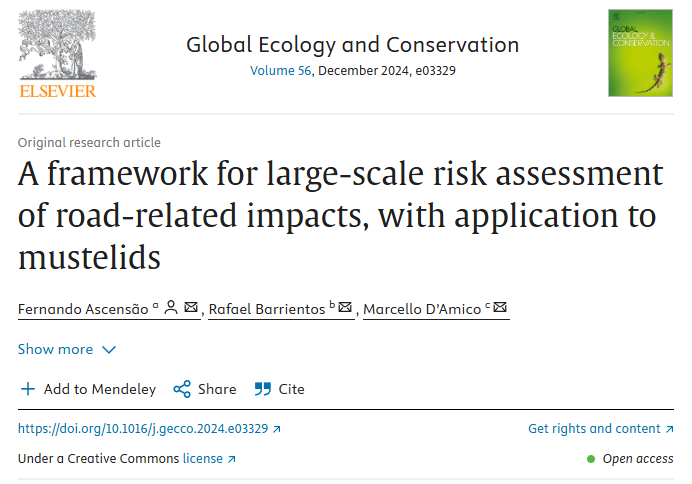 ELSEVIER
Global Ecology and Conservation
Volume 56, December 2024, e03329
GLOBAL
ECOLOGY &
CONSERVATION
Original research article
A framework for large-scale risk assessment
of road-related impacts, with application to
mustelids
Fernando Ascensão a, Rafael Barrientos b, Marcello D'Amico c
Show more
Add to Mendeley Share Cite
https://doi.org/10.1016/j.gecco.2024.e03329 Get rights and content
Under a Creative Commons license Open access